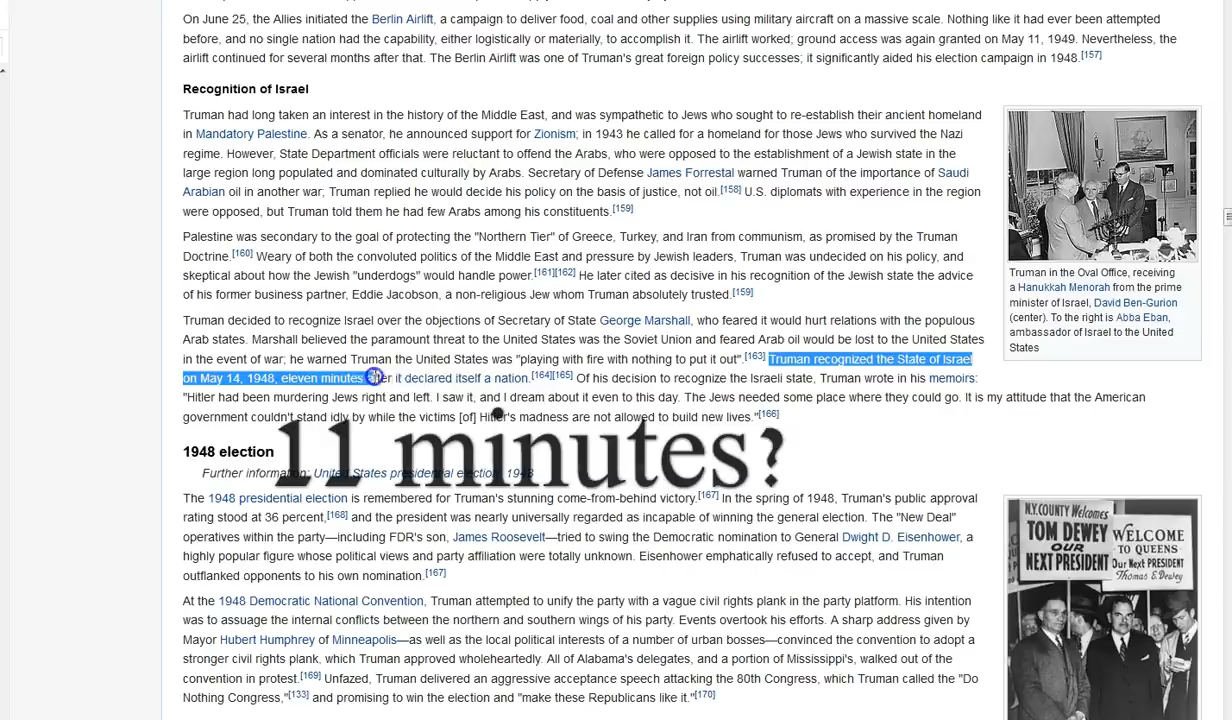 On June 25, the Allies initiated the Berlin Airlift, a campaign to deliver food, coal and other supplies using military aircraft on a massive scale. Nothing like it had ever been attempted
before, and no single nation had the capability, either logistically or materially, to accomplish it. The airlift worked; ground access was again granted on May 11, 1949. Nevertheless, the
airlift continued for several months after that. The Berlin Airlift was one of Truman's great foreign policy successes; it significantly aided his election campaign in 1948.[157]
Recognition of Israel
Truman had long taken an interest in the history of the Middle East, and was sympathetic to Jews who sought to re-establish their ancient homeland
in Mandatory Palestine. As a senator, he announced support for Zionism; in 1943 he called for a homeland for those Jews who survived the Nazi
regime. However, State Department officials were reluctant to offend the Arabs, who were opposed to the establishment of a Jewish state in the
large region long populated and dominated culturally by Arabs. Secretary of Defense James Forrestal warned Truman of the importance of Saudi
Arabian oil in another war; Truman replied he would decide his policy on the basis of justice, not oil.[158] U.S. diplomats with experience in the region
were opposed, but Truman told them he had few Arabs among his constituents.[159]
Palestine was secondary to the goal of protecting the "Northern Tier" of Greece, Turkey, and Iran from communism, as promised by the Truman
Doctrine.[160] Weary of both the convoluted politics of the Middle East and pressure by Jewish leaders, Truman was undecided on his policy, and
skeptical about how the Jewish "underdogs" would handle power.[161][162] He later cited as decisive in his recognition of the Jewish state the advice
of his former business partner, Eddie Jacobson, a non-religious Jew whom Truman absolutely trusted.[159]
Truman decided to recognize Israel over the objections of Secretary of State George Marshall, who feared it would hurt relations with the populous
Arab states. Marshall believed the paramount threat to the United States was the Soviet Union and feared Arab oil would be lost to the United States
in the event of war; he warned Truman the United States was "playing with fire with nothing to put it out".[163] Truman recognized the State of Israel
on May 14, 1948, eleven minutes after it declared itself a nation.[164][165] Of his decision to recognize the Israeli state, Truman wrote in his memoirs:
"Hitler had been murdering Jews right and left. I saw it, and I dream about it even to this day. The Jews needed some place where they could go. It is my attitude that the American
government couldn't stand idly by while the victims [of] Hitler's madness are not allowed to build new lives."[166]
Truman in the Oval Office, receiving
a Hanukkah Menorah from the prime
minister of Israel, David Ben-Gurion
(center). To the right is Abba Eban,
ambassador of Israel to the United
States
11 minutes?
1948 election
Further information: United States presidential election, 1948
The 1948 presidential election is remembered for Truman's stunning come-from-behind victory.[167] In the spring of 1948, Truman's public approval
rating stood at 36 percent,[168] and the president was nearly universally regarded as incapable of winning the general election. The "New Deal"
operatives within the party—including FDR's son, James Roosevelt—tried to swing the Democratic nomination to General Dwight D. Eisenhower, a
highly popular figure whose political views and party affiliation were totally unknown. Eisenhower emphatically refused to accept, and Truman
outflanked opponents to his own nomination.[167]
At the 1948 Democratic National Convention, Truman attempted to unify the party with a vague civil rights plank in the party platform. His intention
was to assuage the internal conflicts between the northern and southern wings of his party. Events overtook his efforts. A sharp address given by
Mayor Hubert Humphrey of Minneapolis—as well as the local political interests of a number of urban bosses—convinced the convention to adopt a
stronger civil rights plank, which Truman approved wholeheartedly. All of Alabama's delegates, and a portion of Mississippi's, walked out of the
convention in protest.[169] Unfazed, Truman delivered an aggressive acceptance speech attacking the 80th Congress, which Truman called the "Do
Nothing Congress,"[133] and promising to win the election and "make these Republicans like it."[170]
N.Y. COUNTY Welcomes
TOM DEWEY
OUR
NEXT PRESIDENT
WELCOME
TO QUEENS
Our Next PRESIDENT
Thomas E. Dewey